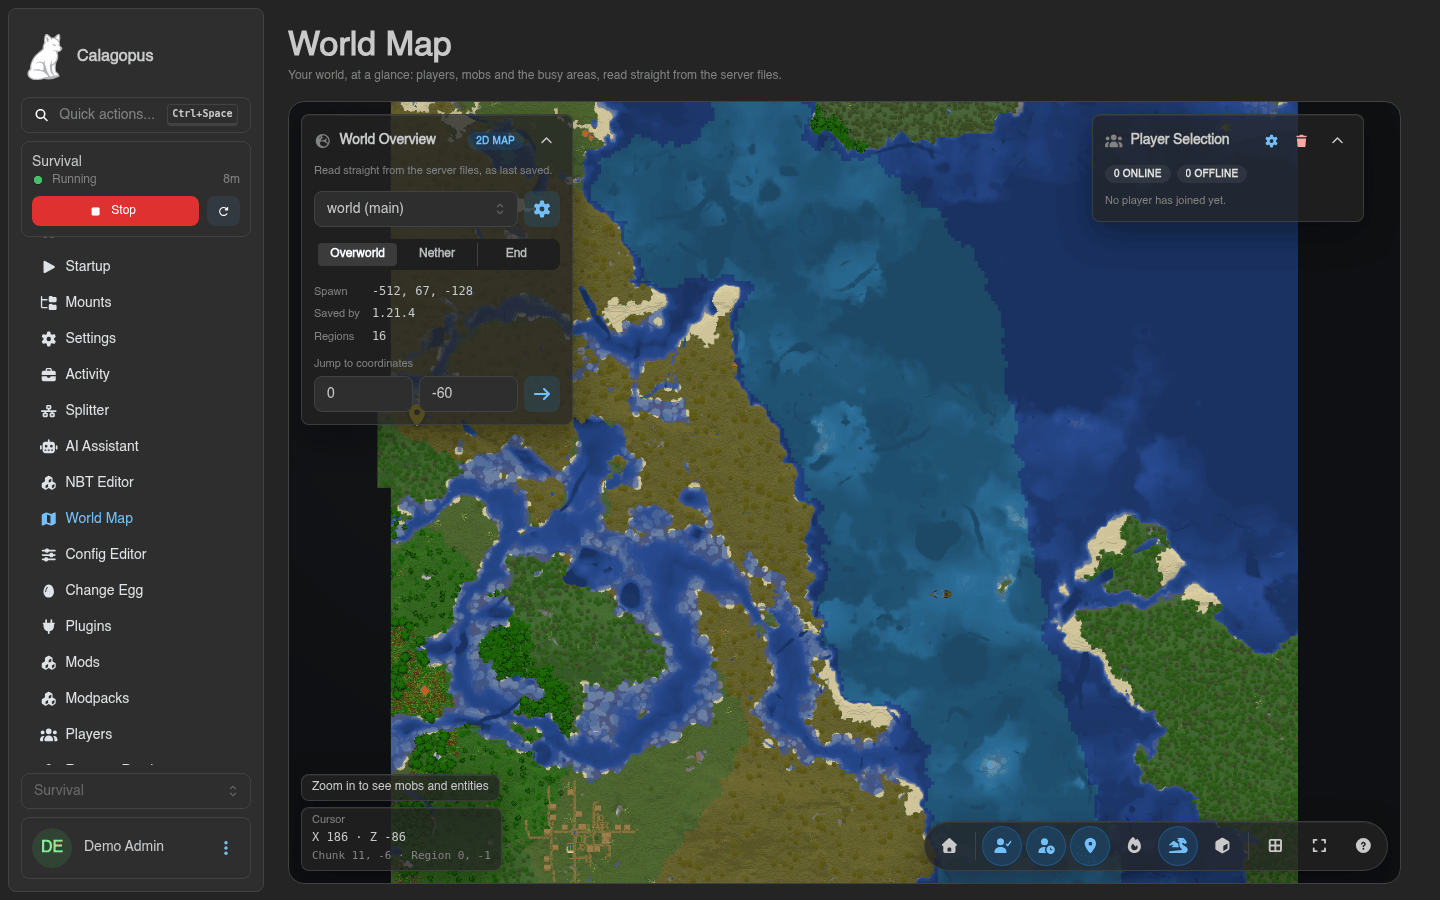 Calagopus
Quick actions...
Ctrl+Space
Survival
Running
8m
Stop
Startup
Mounts
Settings
Activity
Splitter
AI Assistant
NBT Editor
World Map
Config Editor
Change Egg
Plugins
Mods
Modpacks
Players
Survival
DE
Demo Admin
World Map
Your world, at a glance: players, mobs and the busy areas, read straight from the server files.
World Overview
2D MAP
Read straight from the server files, as last saved.
world (main)
Overworld
Nether
End
Spawn
-512, 67, -128
Saved by
1.21.4
Regions
16
Jump to coordinates
0
-60
Player Selection
0 ONLINE
0 OFFLINE
No player has joined yet.
Zoom in to see mobs and entities
Cursor
X 186 · Z -86
Chunk 11, -6 · Region 0, -1